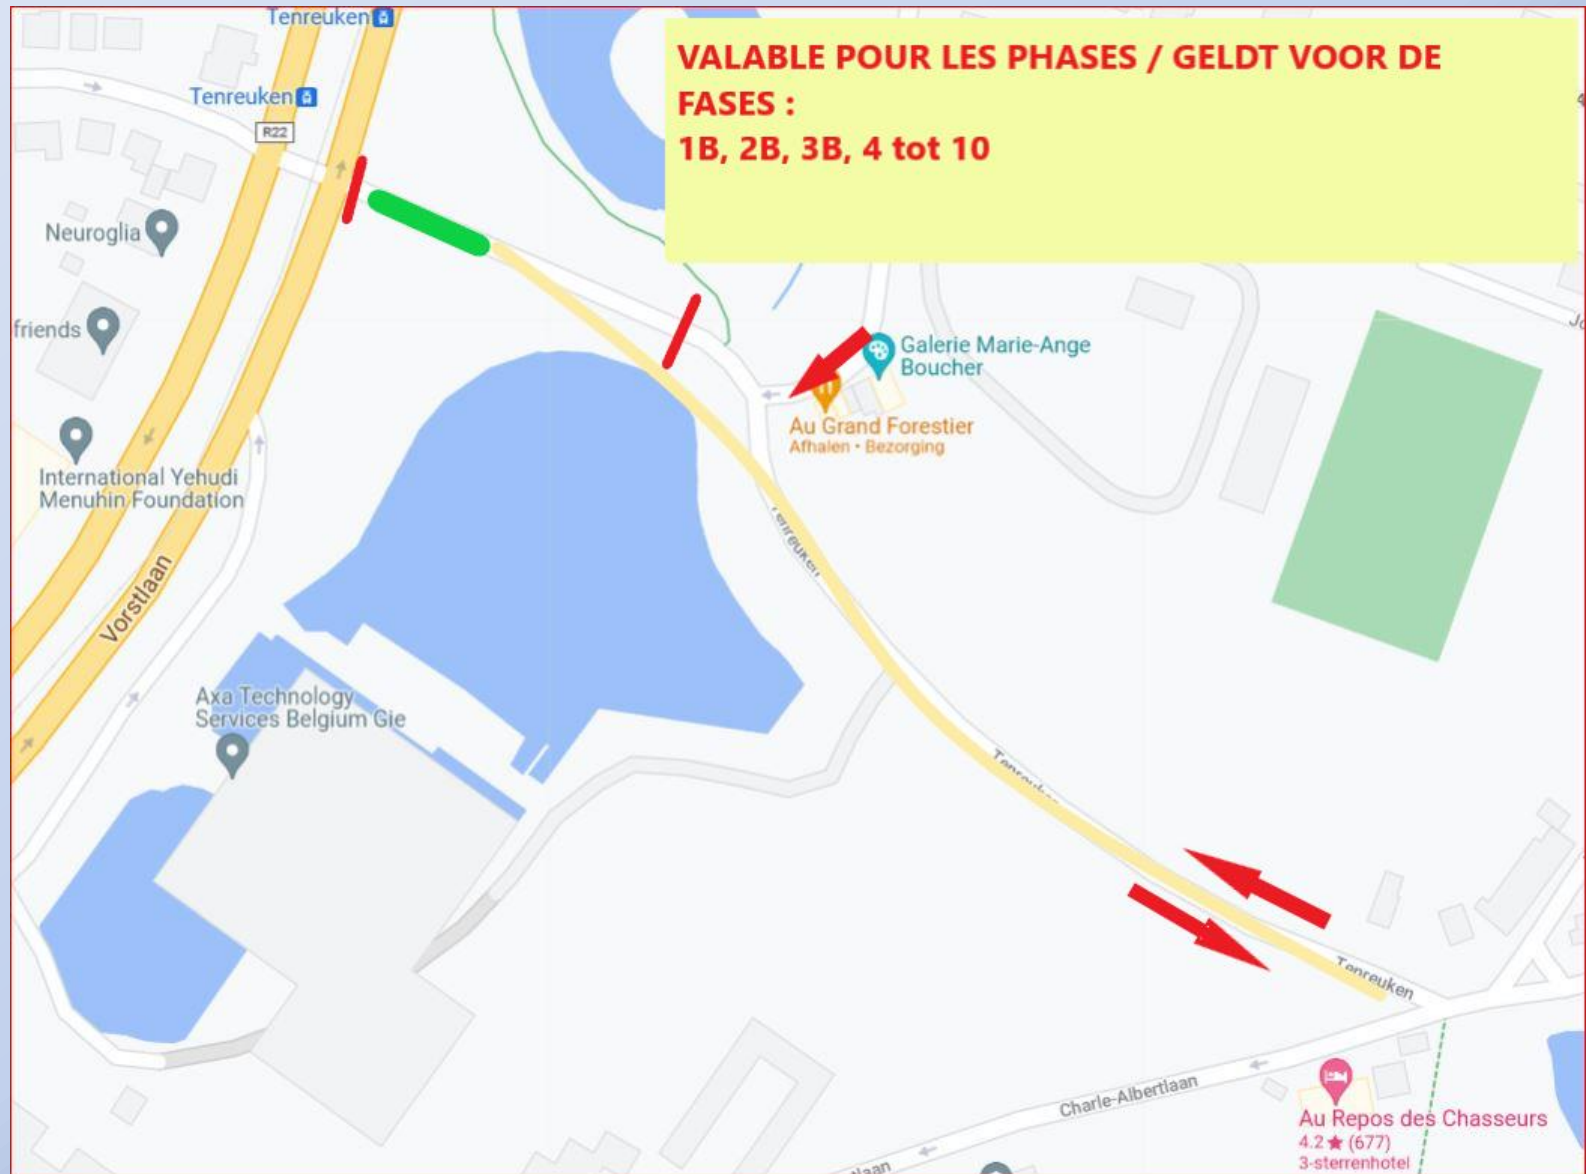 Tenreuken
VALABLE POUR LES PHASES / GELDT VOOR DE
FASES :
1B, 2B, 3B, 4 tot 10
Tenreuken
R22
Neuroglia
friends
Galerie Marie-Ange
Boucher
Au Grand Forestier
Afhalen • Bezorging
International Yehudi
Menuhin Foundation
Tenreuken
Vorstlaan
Axa Technology
Services Belgium Gie
Tenreuken
Tenreuken
Charle-Albertlaan
Au Repos des Chasseurs
4.2 ★ (677)
3-sterrenhotel